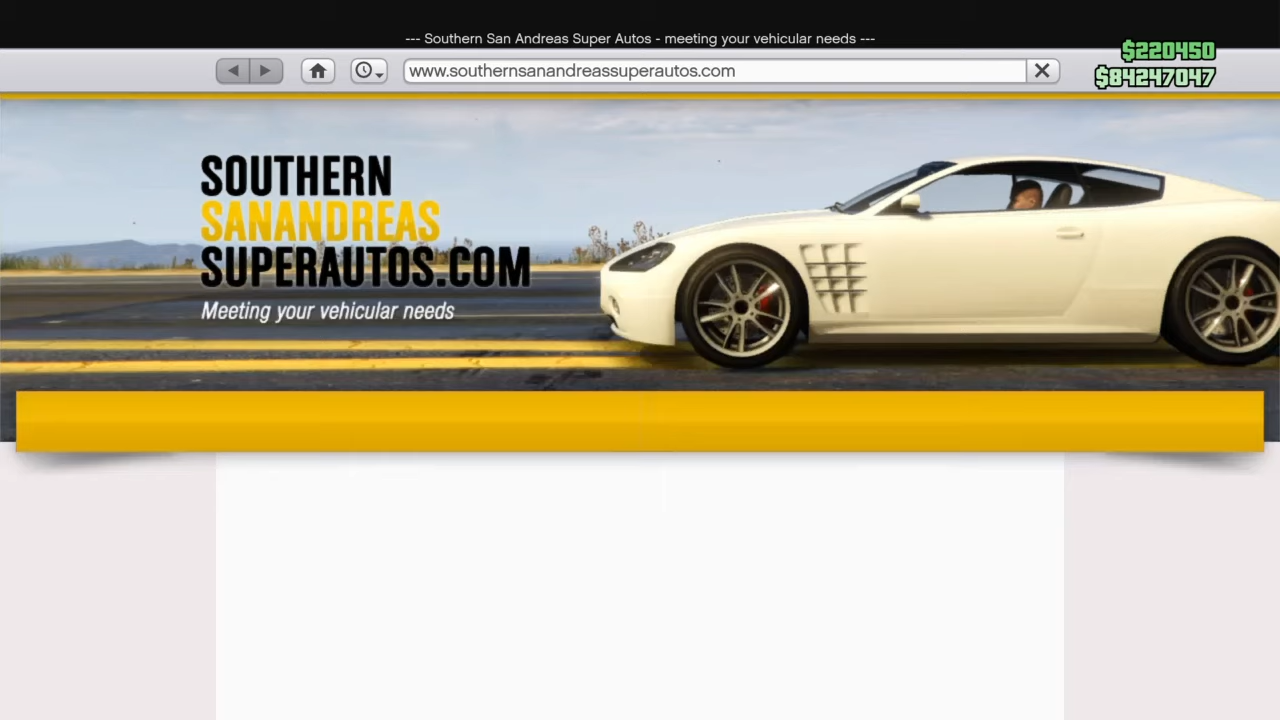 --- Southern San Andreas Super Autos - meeting your vehicular needs ---
$220450
www.southernsanandreassuperautos.com
$84247047
SOUTHERN
SANANDREAS
SUPERAUTOS.COM
Meeting your vehicular needs